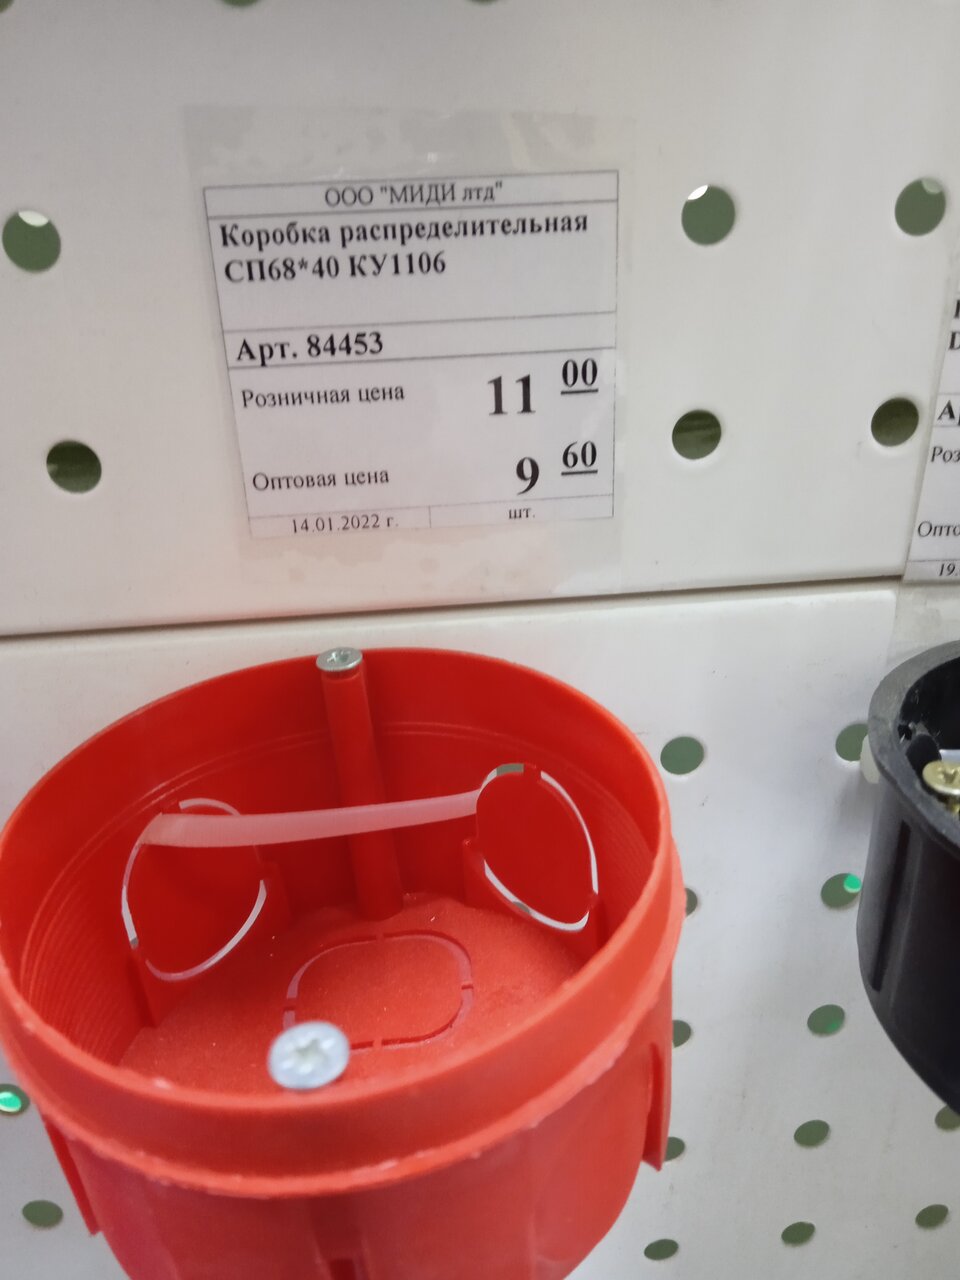 ООО "МИДИ лтд"
Коробка распределительная
СП68*40 КУ1106
Арт. 84453
Розничная цена 11 00
Оптовая цена 9 60
14.01.2022 г. шт.